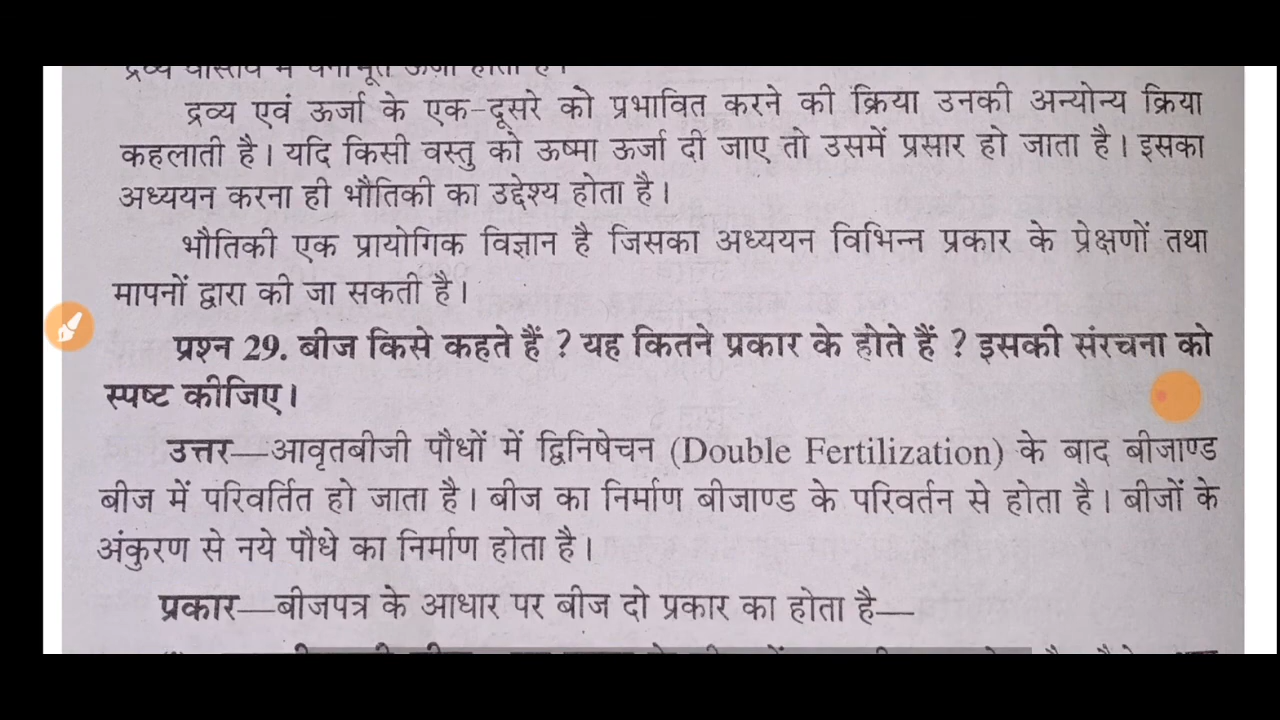 द्रव्य एवं ऊर्जा के एक-दूसरे को प्रभावित करने की क्रिया उनकी अन्योन्य क्रिया
कहलाती है। यदि किसी वस्तु को ऊष्मा ऊर्जा दी जाए तो उसमें प्रसार हो जाता है। इसका
अध्ययन करना ही भौतिकी का उद्देश्य होता है।
भौतिकी एक प्रायोगिक विज्ञान है जिसका अध्ययन विभिन्न प्रकार के प्रेक्षणों तथा
मापनों द्वारा की जा सकती है।
प्रश्न 29. बीज किसे कहते हैं ? यह कितने प्रकार के होते हैं ? इसकी संरचना को
स्पष्ट कीजिए।
उत्तर—आवृतबीजी पौधों में द्विनिषेचन (Double Fertilization) के बाद बीजाण्ड
बीज में परिवर्तित हो जाता है। बीज का निर्माण बीजाण्ड के परिवर्तन से होता है। बीजों के
अंकुरण से नये पौधे का निर्माण होता है।
प्रकार—बीजपत्र के आधार पर बीज दो प्रकार का होता है—